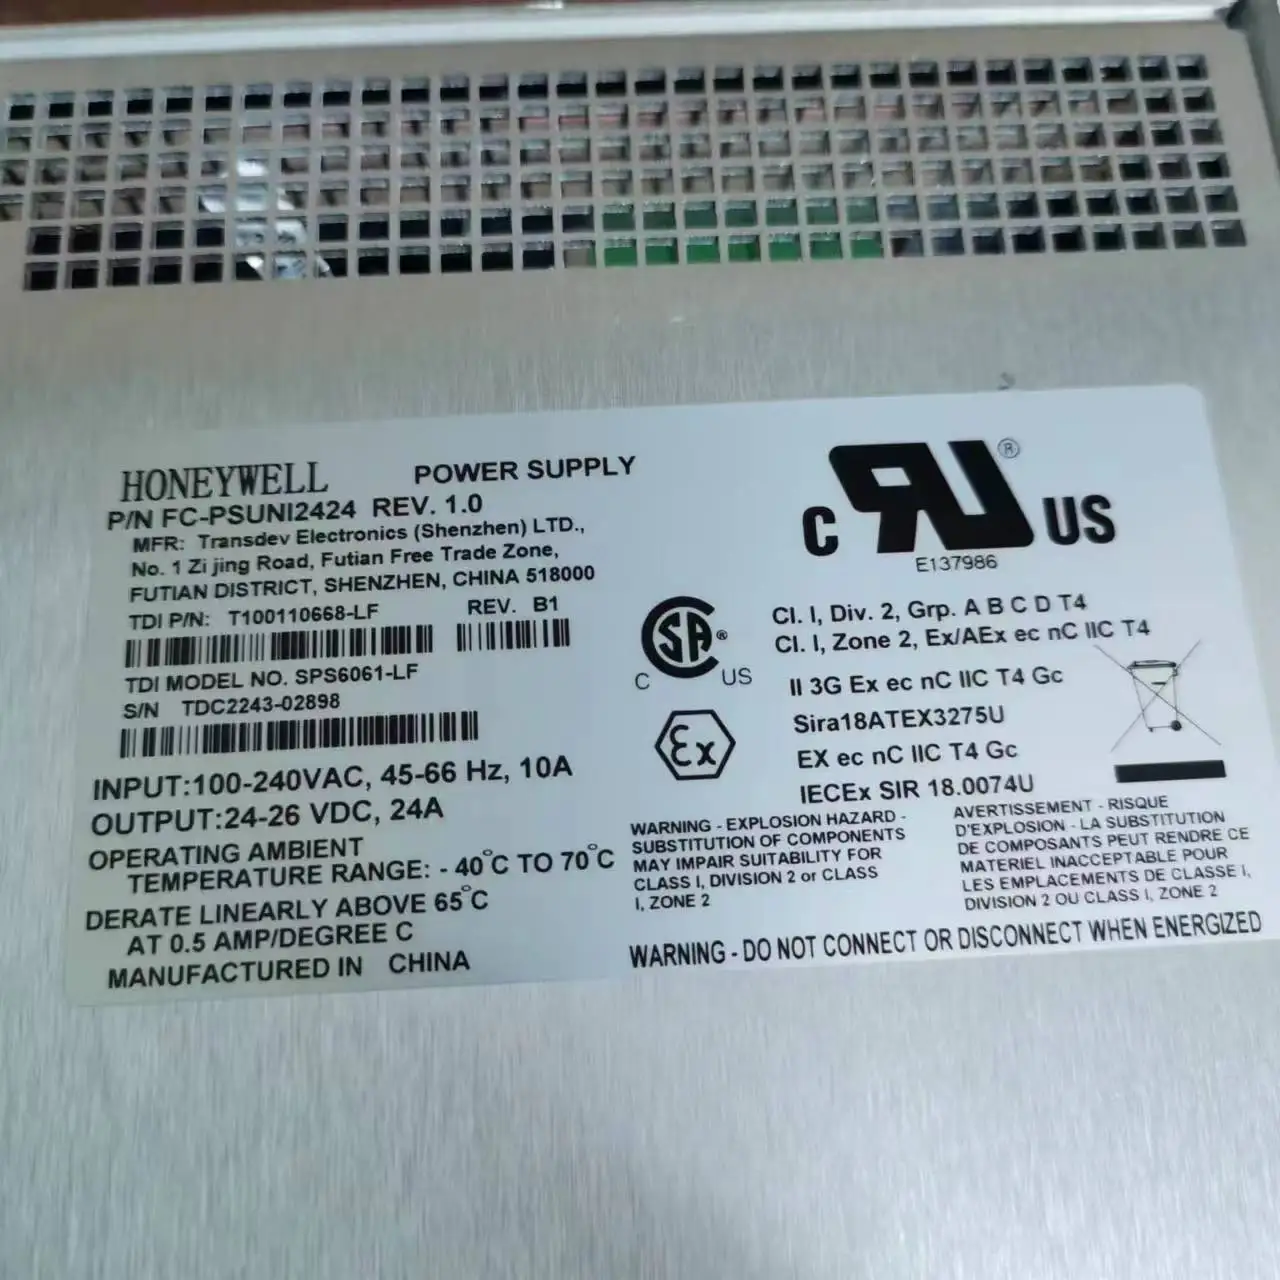 HONEYWELL POWER SUPPLY
P/N FC-PSUNI2424 REV. 1.0
MFR: Transdev Electronics (Shenzhen) LTD.,
No. 1 Zi jing Road, Futian Free Trade Zone,
FUTIAN DISTRICT, SHENZHEN, CHINA 518000
TDI P/N: T100110668-LF REV. B1
TDI MODEL NO. SPS6061-LF
S/N TDC2243-02898
INPUT:100-240VAC, 45-66 Hz, 10A
OUTPUT:24-26 VDC, 24A
OPERATING AMBIENT
TEMPERATURE RANGE: - 40°C TO 70°C
DERATE LINEARLY ABOVE 65°C
AT 0.5 AMP/DEGREE C
MANUFACTURED IN CHINA
C RU ® US
E137986
C SA ® US
Cl. I, Div. 2, Grp. A B C D T4
Cl. I, Zone 2, Ex/AEx ec nC IIC T4
Ex
II 3G Ex ec nC IIC T4 Gc
Sira18ATEX3275U
EX ec nC IIC T4 Gc
IECEx SIR 18.0074U
WARNING - EXPLOSION HAZARD -
SUBSTITUTION OF COMPONENTS
MAY IMPAIR SUITABILITY FOR
CLASS I, DIVISION 2 or CLASS
I, ZONE 2
AVERTISSEMENT - RISQUE
D'EXPLOSION - LA SUBSTITUTION
DE COMPOSANTS PEUT RENDRE CE
MATERIEL INACCEPTABLE POUR
LES EMPLACEMENTS DE CLASSE I,
DIVISION 2 OU CLASS I, ZONE 2
WARNING - DO NOT CONNECT OR DISCONNECT WHEN ENERGIZED